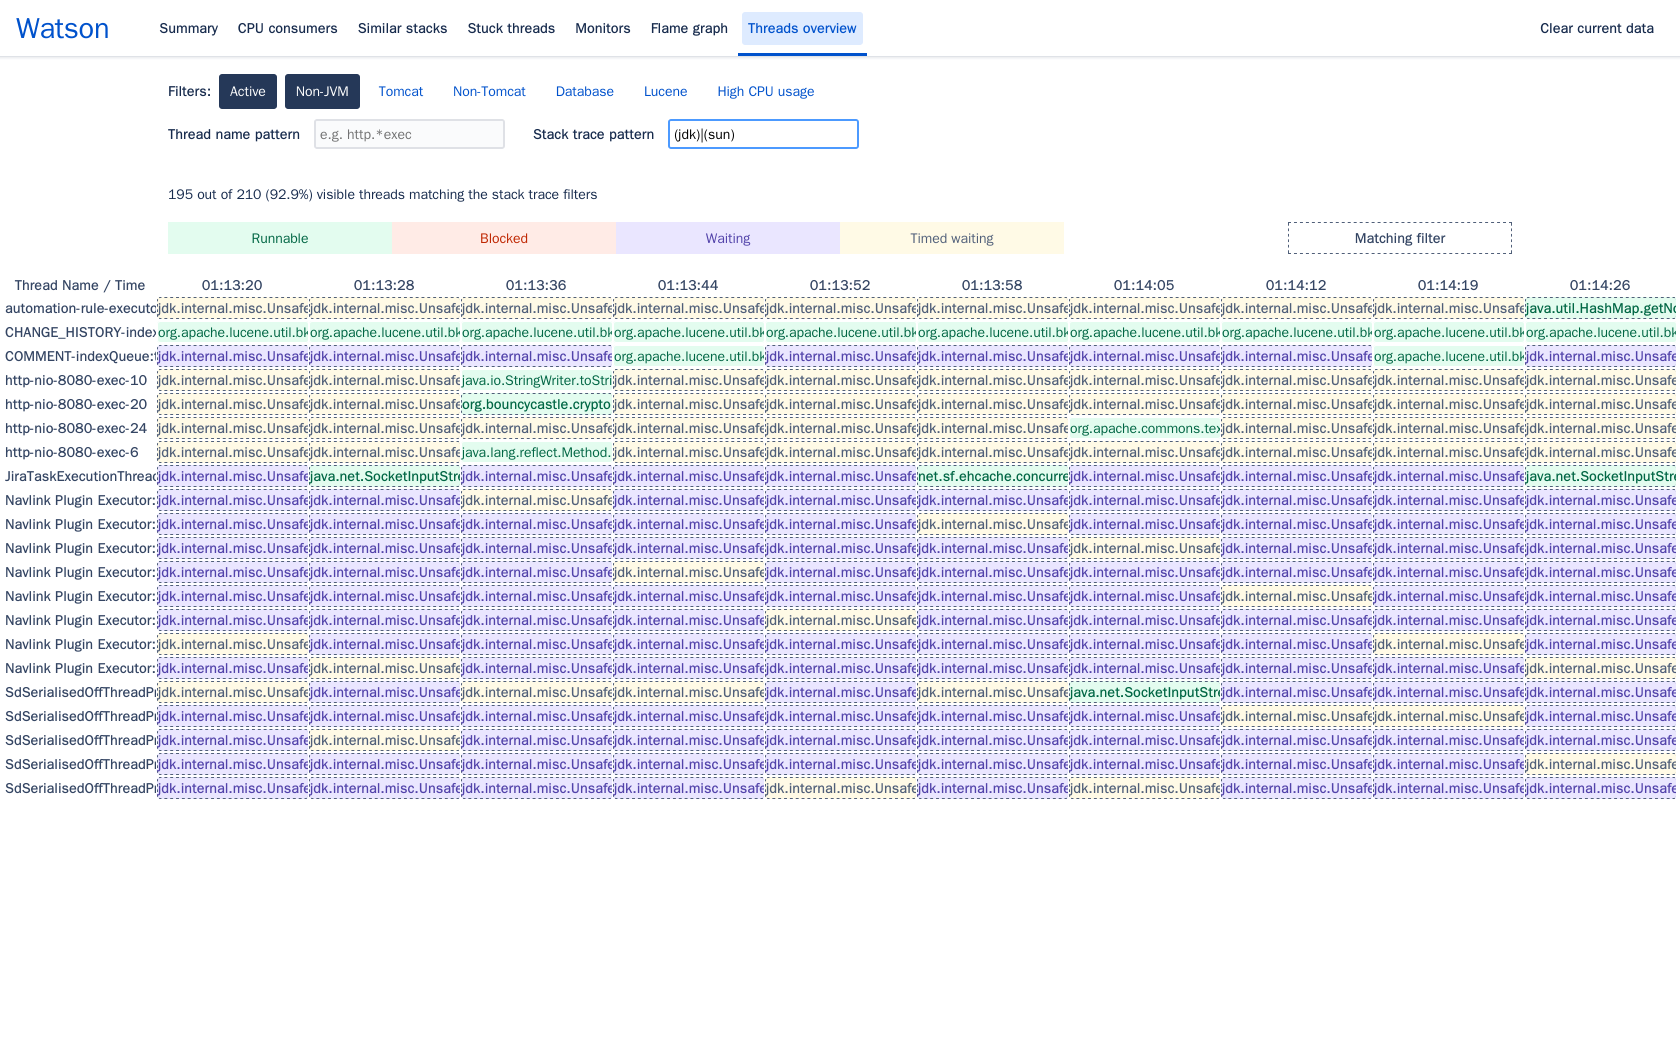 Watson Summary CPU consumers Similar stacks Stuck threads Monitors Flame graph Threads overview Clear current data
Filters: Active Non-JVM Tomcat Non-Tomcat Database Lucene High CPU usage
Thread name pattern e.g. http.*exec Stack trace pattern (jdk)|(sun)
195 out of 210 (92.9%) visible threads matching the stack trace filters
Runnable Blocked Waiting Timed waiting Matching filter
Thread Name / Time 01:13:20 01:13:28 01:13:36 01:13:44 01:13:52 01:13:58 01:14:05 01:14:12 01:14:19 01:14:26
automation-rule-executo jdk.internal.misc.Unsafe jdk.internal.misc.Unsafe jdk.internal.misc.Unsafe jdk.internal.misc.Unsafe jdk.internal.misc.Unsafe jdk.internal.misc.Unsafe jdk.internal.misc.Unsafe jdk.internal.misc.Unsafe jdk.internal.misc.Unsafe java.util.HashMap.getNo
CHANGE_HISTORY-index org.apache.lucene.util.bk org.apache.lucene.util.bk org.apache.lucene.util.bk org.apache.lucene.util.bk org.apache.lucene.util.bk org.apache.lucene.util.bk org.apache.lucene.util.bk org.apache.lucene.util.bk org.apache.lucene.util.bk org.apache.lucene.util.bk
COMMENT-indexQueue: jdk.internal.misc.Unsafe jdk.internal.misc.Unsafe jdk.internal.misc.Unsafe org.apache.lucene.util.bk jdk.internal.misc.Unsafe jdk.internal.misc.Unsafe jdk.internal.misc.Unsafe jdk.internal.misc.Unsafe org.apache.lucene.util.bk jdk.internal.misc.Unsafe
http-nio-8080-exec-10 jdk.internal.misc.Unsafe jdk.internal.misc.Unsafe java.io.StringWriter.toStri jdk.internal.misc.Unsafe jdk.internal.misc.Unsafe jdk.internal.misc.Unsafe jdk.internal.misc.Unsafe jdk.internal.misc.Unsafe jdk.internal.misc.Unsafe jdk.internal.misc.Unsafe
http-nio-8080-exec-20 jdk.internal.misc.Unsafe jdk.internal.misc.Unsafe org.bouncycastle.crypto jdk.internal.misc.Unsafe jdk.internal.misc.Unsafe jdk.internal.misc.Unsafe jdk.internal.misc.Unsafe jdk.internal.misc.Unsafe jdk.internal.misc.Unsafe jdk.internal.misc.Unsafe
http-nio-8080-exec-24 jdk.internal.misc.Unsafe jdk.internal.misc.Unsafe jdk.internal.misc.Unsafe jdk.internal.misc.Unsafe jdk.internal.misc.Unsafe jdk.internal.misc.Unsafe org.apache.commons.tex jdk.internal.misc.Unsafe jdk.internal.misc.Unsafe jdk.internal.misc.Unsafe
http-nio-8080-exec-6 jdk.internal.misc.Unsafe jdk.internal.misc.Unsafe java.lang.reflect.Method. jdk.internal.misc.Unsafe jdk.internal.misc.Unsafe jdk.internal.misc.Unsafe jdk.internal.misc.Unsafe jdk.internal.misc.Unsafe jdk.internal.misc.Unsafe jdk.internal.misc.Unsafe
JiraTaskExecutionThread jdk.internal.misc.Unsafe java.net.SocketInputStre jdk.internal.misc.Unsafe jdk.internal.misc.Unsafe jdk.internal.misc.Unsafe net.sf.ehcache.concurre jdk.internal.misc.Unsafe jdk.internal.misc.Unsafe jdk.internal.misc.Unsafe java.net.SocketInputStre
Navlink Plugin Executor: jdk.internal.misc.Unsafe jdk.internal.misc.Unsafe jdk.internal.misc.Unsafe jdk.internal.misc.Unsafe jdk.internal.misc.Unsafe jdk.internal.misc.Unsafe jdk.internal.misc.Unsafe jdk.internal.misc.Unsafe jdk.internal.misc.Unsafe jdk.internal.misc.Unsafe
Navlink Plugin Executor: jdk.internal.misc.Unsafe jdk.internal.misc.Unsafe jdk.internal.misc.Unsafe jdk.internal.misc.Unsafe jdk.internal.misc.Unsafe jdk.internal.misc.Unsafe jdk.internal.misc.Unsafe jdk.internal.misc.Unsafe jdk.internal.misc.Unsafe jdk.internal.misc.Unsafe
Navlink Plugin Executor: jdk.internal.misc.Unsafe jdk.internal.misc.Unsafe jdk.internal.misc.Unsafe jdk.internal.misc.Unsafe jdk.internal.misc.Unsafe jdk.internal.misc.Unsafe jdk.internal.misc.Unsafe jdk.internal.misc.Unsafe jdk.internal.misc.Unsafe jdk.internal.misc.Unsafe
Navlink Plugin Executor: jdk.internal.misc.Unsafe jdk.internal.misc.Unsafe jdk.internal.misc.Unsafe jdk.internal.misc.Unsafe jdk.internal.misc.Unsafe jdk.internal.misc.Unsafe jdk.internal.misc.Unsafe jdk.internal.misc.Unsafe jdk.internal.misc.Unsafe jdk.internal.misc.Unsafe
Navlink Plugin Executor: jdk.internal.misc.Unsafe jdk.internal.misc.Unsafe jdk.internal.misc.Unsafe jdk.internal.misc.Unsafe jdk.internal.misc.Unsafe jdk.internal.misc.Unsafe jdk.internal.misc.Unsafe jdk.internal.misc.Unsafe jdk.internal.misc.Unsafe jdk.internal.misc.Unsafe
Navlink Plugin Executor: jdk.internal.misc.Unsafe jdk.internal.misc.Unsafe jdk.internal.misc.Unsafe jdk.internal.misc.Unsafe jdk.internal.misc.Unsafe jdk.internal.misc.Unsafe jdk.internal.misc.Unsafe jdk.internal.misc.Unsafe jdk.internal.misc.Unsafe jdk.internal.misc.Unsafe
Navlink Plugin Executor: jdk.internal.misc.Unsafe jdk.internal.misc.Unsafe jdk.internal.misc.Unsafe jdk.internal.misc.Unsafe jdk.internal.misc.Unsafe jdk.internal.misc.Unsafe jdk.internal.misc.Unsafe jdk.internal.misc.Unsafe jdk.internal.misc.Unsafe jdk.internal.misc.Unsafe
Navlink Plugin Executor: jdk.internal.misc.Unsafe jdk.internal.misc.Unsafe jdk.internal.misc.Unsafe jdk.internal.misc.Unsafe jdk.internal.misc.Unsafe jdk.internal.misc.Unsafe jdk.internal.misc.Unsafe jdk.internal.misc.Unsafe jdk.internal.misc.Unsafe jdk.internal.misc.Unsafe
SdSerialisedOffThreadPr jdk.internal.misc.Unsafe jdk.internal.misc.Unsafe jdk.internal.misc.Unsafe jdk.internal.misc.Unsafe jdk.internal.misc.Unsafe jdk.internal.misc.Unsafe java.net.SocketInputStre jdk.internal.misc.Unsafe jdk.internal.misc.Unsafe jdk.internal.misc.Unsafe
SdSerialisedOffThreadPr jdk.internal.misc.Unsafe jdk.internal.misc.Unsafe jdk.internal.misc.Unsafe jdk.internal.misc.Unsafe jdk.internal.misc.Unsafe jdk.internal.misc.Unsafe jdk.internal.misc.Unsafe jdk.internal.misc.Unsafe jdk.internal.misc.Unsafe jdk.internal.misc.Unsafe
SdSerialisedOffThreadPr jdk.internal.misc.Unsafe jdk.internal.misc.Unsafe jdk.internal.misc.Unsafe jdk.internal.misc.Unsafe jdk.internal.misc.Unsafe jdk.internal.misc.Unsafe jdk.internal.misc.Unsafe jdk.internal.misc.Unsafe jdk.internal.misc.Unsafe jdk.internal.misc.Unsafe
SdSerialisedOffThreadPr jdk.internal.misc.Unsafe jdk.internal.misc.Unsafe jdk.internal.misc.Unsafe jdk.internal.misc.Unsafe jdk.internal.misc.Unsafe jdk.internal.misc.Unsafe jdk.internal.misc.Unsafe jdk.internal.misc.Unsafe jdk.internal.misc.Unsafe jdk.internal.misc.Unsafe
SdSerialisedOffThreadPr jdk.internal.misc.Unsafe jdk.internal.misc.Unsafe jdk.internal.misc.Unsafe jdk.internal.misc.Unsafe jdk.internal.misc.Unsafe jdk.internal.misc.Unsafe jdk.internal.misc.Unsafe jdk.internal.misc.Unsafe jdk.internal.misc.Unsafe jdk.internal.misc.Unsafe